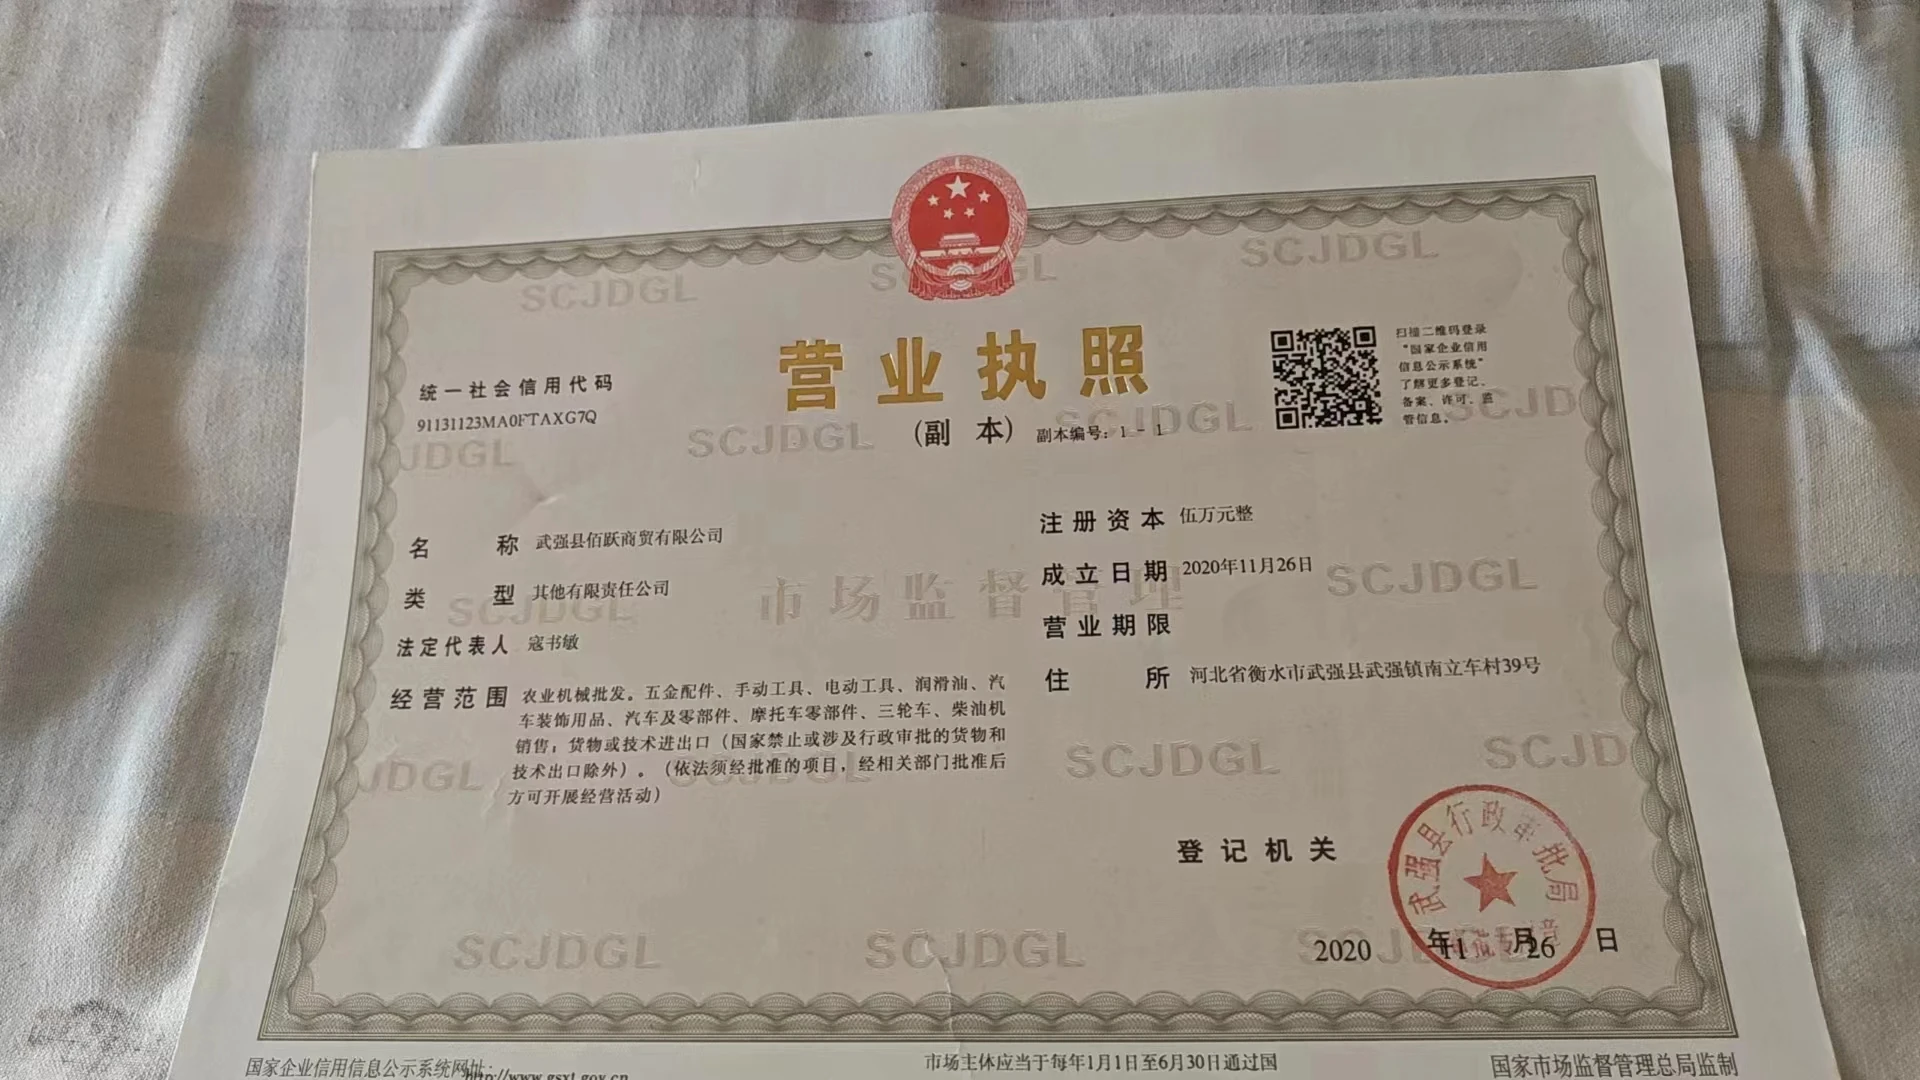 SCJDGL
SCJDGL
营业执照
（副 本）
副本编号：1 - 1
统一社会信用代码
91131123MA0FTAXG7Q
扫描二维码登录
“国家企业信用
信息公示系统”
了解更多登记、
备案、许可、监
管信息。
SCJDGL
SCJDGL
名 称 武强县佰跃商贸有限公司
类 型 其他有限责任公司
法定代表人 寇书敏
经营范围 农业机械批发。五金配件、手动工具、电动工具、润滑油、汽
车装饰用品、汽车及零部件、摩托车零部件、三轮车、柴油机
销售；货物或技术进出口（国家禁止或涉及行政审批的货物和
技术出口除外）。（依法须经批准的项目，经相关部门批准后
方可开展经营活动）
注册资本 伍万元整
成立日期 2020年11月26日
营业期限
住 所 河北省衡水市武强县武强镇南立车村39号
市场监督管理
SCJDGL
SCJDGL
SCJDGL
登记机关
武强县行政审批局
2020 年 11 月 26 日
SCJDGL
SCJDGL
国家企业信用信息公示系统网址：http://www.gsxt.gov.cn
市场主体应当于每年1月1日至6月30日通过国
国家市场监督管理总局监制